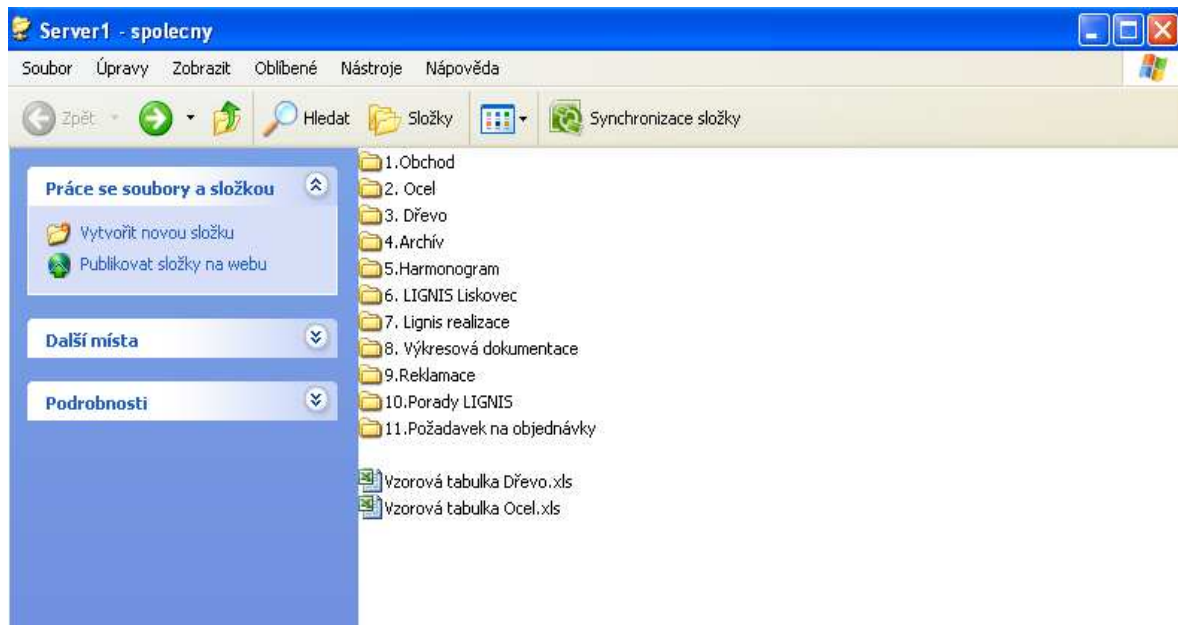 Server1 - spolecny
Soubor Úpravy Zobrazit Oblíbené Nástroje Nápověda
Zpět Hledat Složky Synchronizace složky
Práce se soubory a složkou
Vytvořit novou složku
Publikovat složky na webu
Další místa
Podrobnosti
1.Obchod
2. Ocel
3. Dřevo
4.Archív
5.Harmonogram
6. LIGNIS Liskovec
7. Lignis realizace
8. Výkresová dokumentace
9.Reklamace
10.Porady LIGNIS
11.Požadavek na objednávky
Vzorová tabulka Dřevo.xls
Vzorová tabulka Ocel.xls